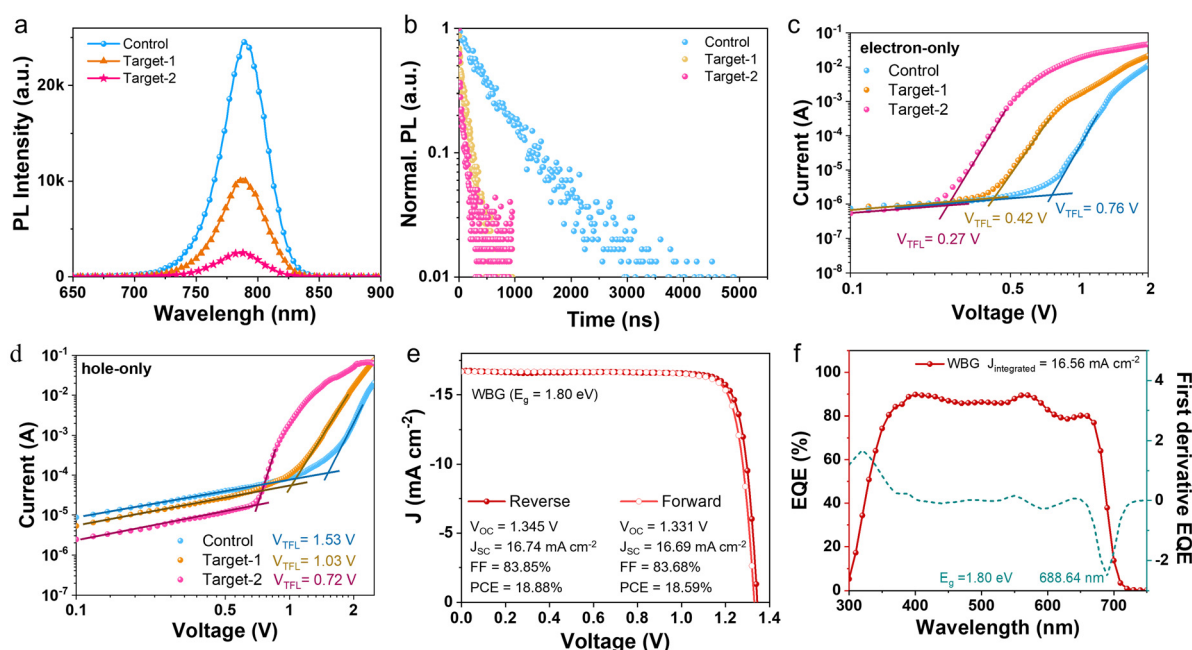 a
Control
Target-1
Target-2
PL Intensity (a.u.)
20k
10k
0
650
700
750
800
850
900
Wavelengh (nm)
b
Control
Target-1
Target-2
Normal. PL (a.u.)
1
0.1
0.01
0
1000
2000
3000
4000
5000
Time (ns)
c
electron-only
Control
Target-1
Target-2
Current (A)
10⁻¹
10⁻²
10⁻³
10⁻⁴
10⁻⁵
10⁻⁶
10⁻⁷
10⁻⁸
V_TFL = 0.76 V
V_TFL = 0.42 V
V_TFL = 0.27 V
0.1
0.5
1
2
Voltage (V)
d
hole-only
Current (A)
10⁻¹
10⁻²
10⁻³
10⁻⁴
10⁻⁵
10⁻⁶
10⁻⁷
Control V_TFL = 1.53 V
Target-1 V_TFL = 1.03 V
Target-2 V_TFL = 0.72 V
0.1
0.5
1
2
Voltage (V)
e
WBG (E_g = 1.80 eV)
J (mA cm⁻²)
-15
-10
-5
0
Reverse
V_OC = 1.345 V
J_SC = 16.74 mA cm⁻²
FF = 83.85%
PCE = 18.88%
Forward
V_OC = 1.331 V
J_SC = 16.69 mA cm⁻²
FF = 83.68%
PCE = 18.59%
0.0
0.2
0.4
0.6
0.8
1.0
1.2
1.4
Voltage (V)
f
WBG J_integrated = 16.56 mA cm⁻²
EQE (%)
100
80
60
40
20
0
First derivative EQE
4
2
0
-2
E_g =1.80 eV
688.64 nm
300
400
500
600
700
Wavelength (nm)